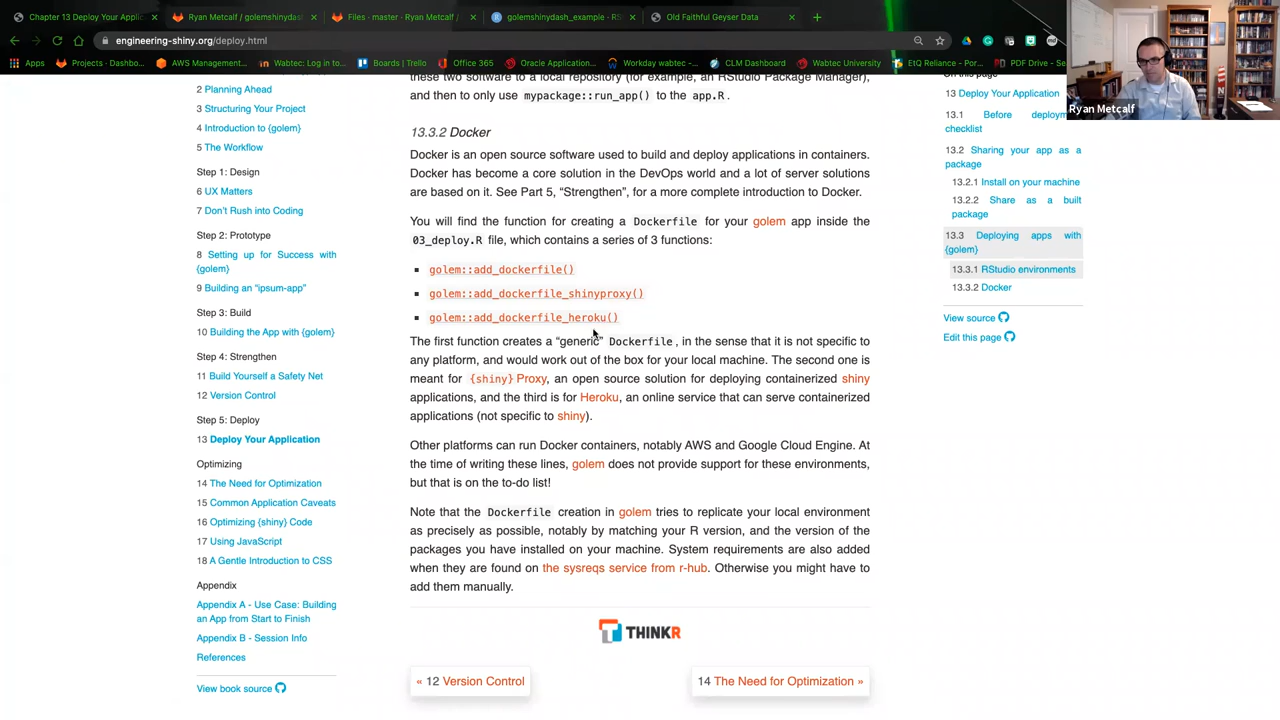 Chapter 13 Deploy Your Applic
Ryan Metcalf / golemshinydash
Files · master · Ryan Metcalf /
golemshinydash_example - RS
Old Faithful Geyser Data
engineering-shiny.org/deploy.html
Apps
Projects · Dashbo...
AWS Management...
Wabtec: Log in to...
Boards | Trello
Office 365
Oracle Application...
Workday wabtec -...
CLM Dashboard
Wabtec University
EtQ Reliance - Por...
PDF Drive - Se
Ryan Metcalf
2 Planning Ahead
3 Structuring Your Project
4 Introduction to {golem}
5 The Workflow
Step 1: Design
6 UX Matters
7 Don't Rush into Coding
Step 2: Prototype
8 Setting up for Success with
{golem}
9 Building an "ipsum-app"
Step 3: Build
10 Building the App with {golem}
Step 4: Strengthen
11 Build Yourself a Safety Net
12 Version Control
Step 5: Deploy
13 Deploy Your Application
Optimizing
14 The Need for Optimization
15 Common Application Caveats
16 Optimizing {shiny} Code
17 Using JavaScript
18 A Gentle Introduction to CSS
Appendix
Appendix A - Use Case: Building
an App from Start to Finish
Appendix B - Session Info
References
View book source
these two software to a local repository (for example, an RStudio Package Manager),
and then to only use mypackage::run_app() to the app.R.
13.3.2 Docker
Docker is an open source software used to build and deploy applications in containers.
Docker has become a core solution in the DevOps world and a lot of server solutions
are based on it. See Part 5, "Strengthen", for a more complete introduction to Docker.
You will find the function for creating a Dockerfile for your golem app inside the
03_deploy.R file, which contains a series of 3 functions:
golem::add_dockerfile()
golem::add_dockerfile_shinyproxy()
golem::add_dockerfile_heroku()
The first function creates a "generic" Dockerfile, in the sense that it is not specific to
any platform, and would work out of the box for your local machine. The second one is
meant for {shiny} Proxy, an open source solution for deploying containerized shiny
applications, and the third is for Heroku, an online service that can serve containerized
applications (not specific to shiny).
Other platforms can run Docker containers, notably AWS and Google Cloud Engine. At
the time of writing these lines, golem does not provide support for these environments,
but that is on the to-do list!
Note that the Dockerfile creation in golem tries to replicate your local environment
as precisely as possible, notably by matching your R version, and the version of the
packages you have installed on your machine. System requirements are also added
when they are found on the sysreqs service from r-hub. Otherwise you might have to
add them manually.
THINKR
« 12 Version Control
14 The Need for Optimization »
On this page
13 Deploy Your Application
13.1 Before deploym
checklist
13.2 Sharing your app as a
package
13.2.1 Install on your machine
13.2.2 Share as a built
package
13.3 Deploying apps with
{golem}
13.3.1 RStudio environments
13.3.2 Docker
View source
Edit this page